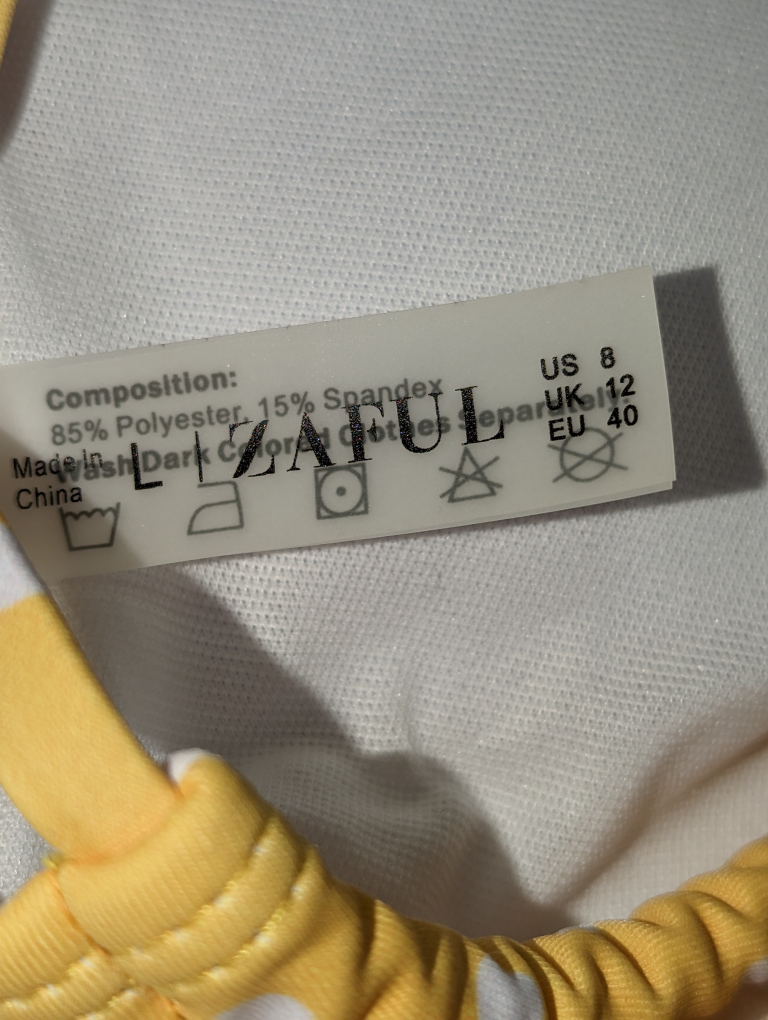 Composition:
85% Polyester, 15% Spandex
Wash Dark Colored Clothes Separately
Made In
China
L | ZAFUL
US 8
UK 12
EU 40